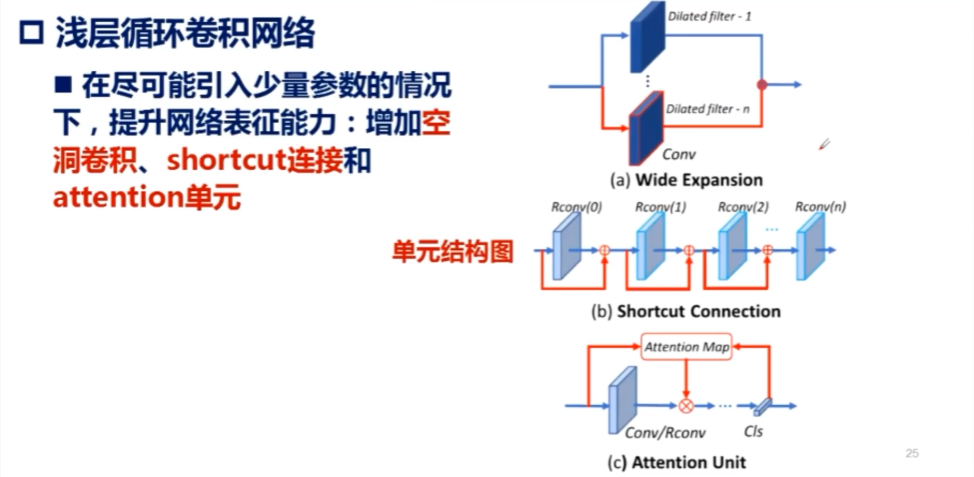 浅层循环卷积网络
在尽可能引入少量参数的情况
下，提升网络表征能力：增加空
洞卷积、shortcut连接和
attention单元
单元结构图
Dilated filter - 1
Dilated filter - n
Conv
(a) Wide Expansion
Rconv(0) Rconv(1) Rconv(2) Rconv(n)
(b) Shortcut Connection
Attention Map
Conv/Rconv Cls
(c) Attention Unit
25